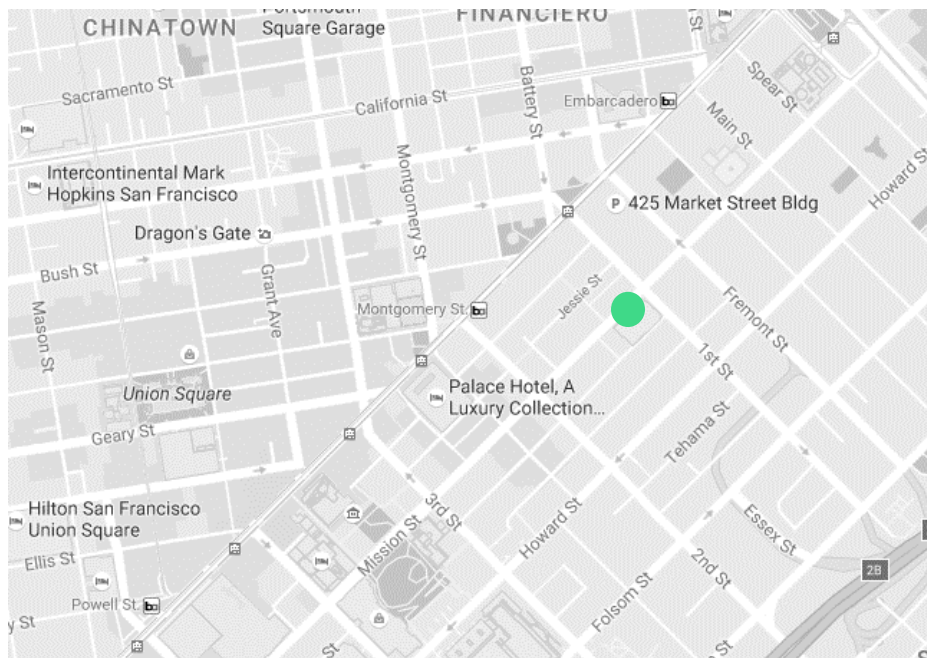 CHINATOWN
Portsmouth
Square Garage
FINANCIERO
Sacramento St
California St
Battery St
Embarcadero
Spear St
Main St
Howard St
Intercontinental Mark
Hopkins San Francisco
Montgomery St
P
425 Market Street Bldg
Dragon's Gate
Bush St
Grant Ave
Mason St
Jessie St
Montgomery St.
Fremont St
1st St
Union Square
Palace Hotel, A
Luxury Collection...
Geary St
Tehama St
Hilton San Francisco
Union Square
3rd St
Mission St
Howard St
Essex St
Ellis St
2nd St
Folsom St
2B
Powell St.
y St
St
St
St